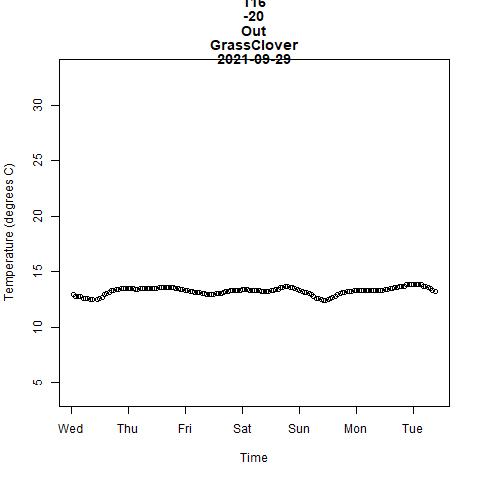 T16
-20
Out
GrassClover
2021-09-29
Temperature (degrees C)
30
25
20
15
10
5
Wed Thu Fri Sat Sun Mon Tue
Time